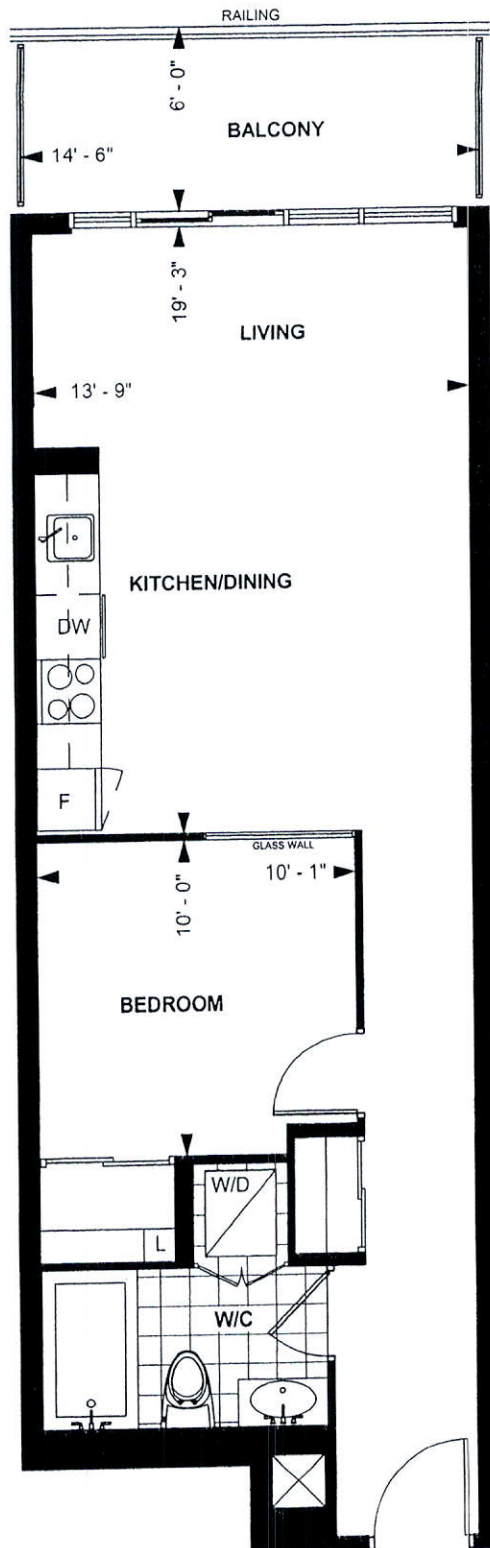 RAILING
6' - 0"
BALCONY
14' - 6"
19' - 3"
LIVING
13' - 9"
KITCHEN/DINING
DW
F
GLASS WALL
10' - 0"
10' - 1"
BEDROOM
W/D
L
W/C